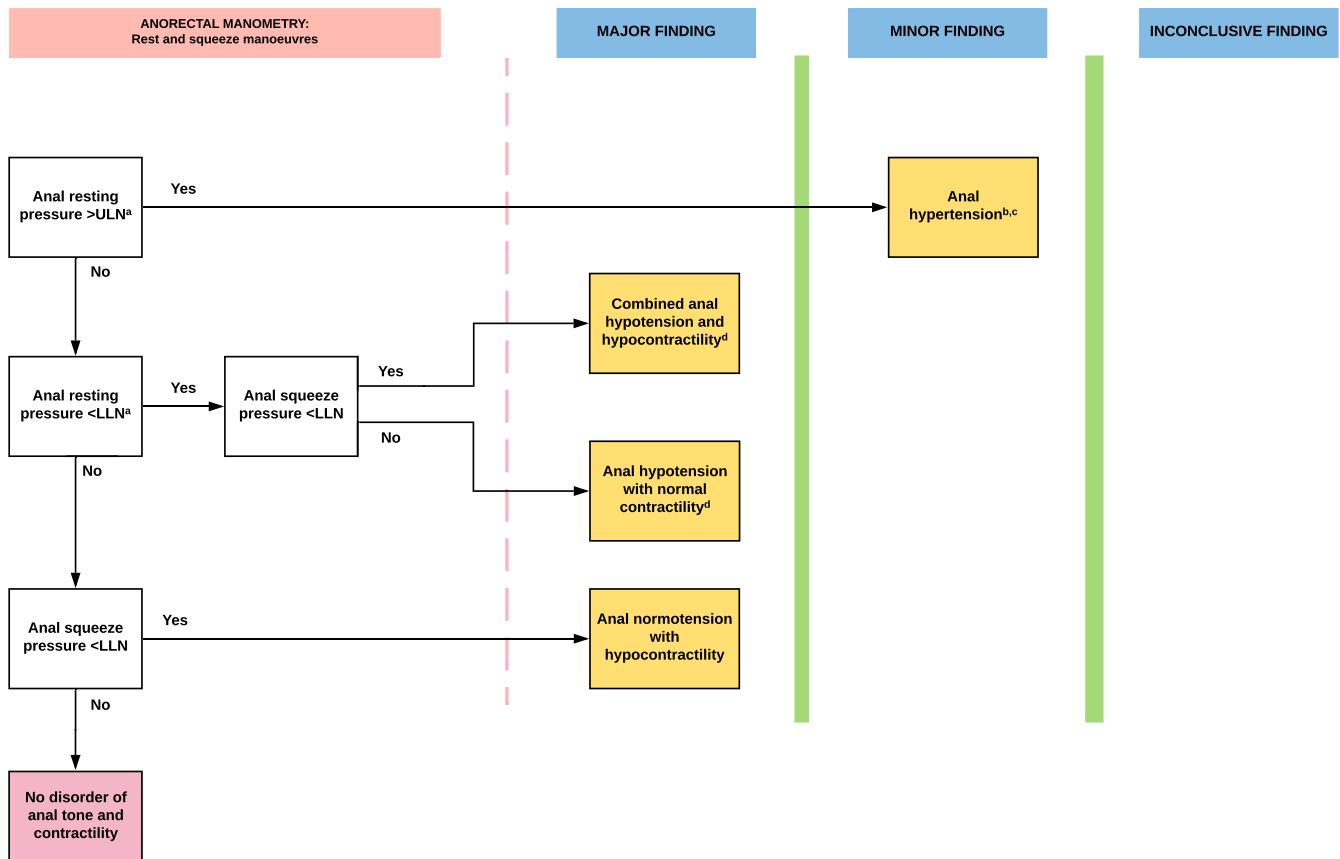 ANORECTAL MANOMETRY:
Rest and squeeze manoeuvres
MAJOR FINDING
MINOR FINDING
INCONCLUSIVE FINDING
Anal resting
pressure >ULNᵃ
Yes
Anal
hypertensionᵇ,ᶜ
No
Combined anal
hypotension and
hypocontractilityᵈ
Anal resting
pressure <LLNᵃ
Yes
Anal squeeze
pressure <LLN
Yes
No
Anal hypotension
with normal
contractilityᵈ
No
Anal squeeze
pressure <LLN
Yes
Anal normotension
with
hypocontractility
No
No disorder of
anal tone and
contractility